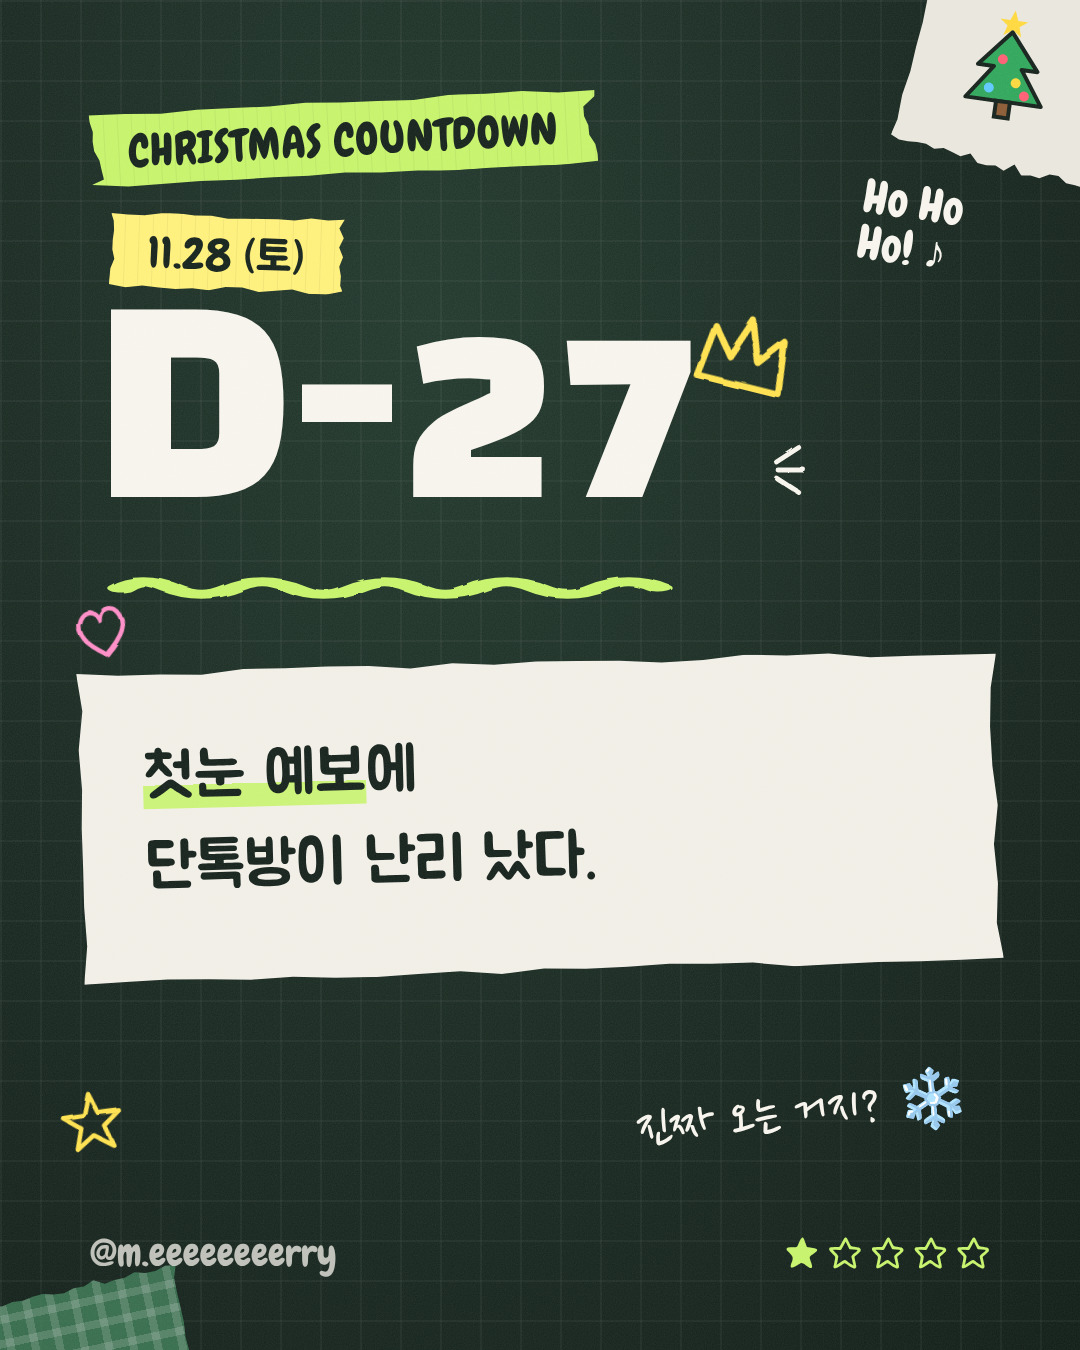 CHRISTMAS COUNTDOWN
Ho Ho
Ho! ♪
11.28 (토)
D-27
첫눈 예보에
단톡방이 난리 났다.
진짜 오는 거지?
@m.eeeeeeeerry